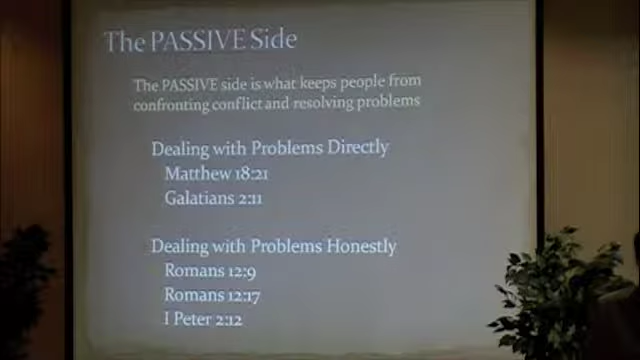 The PASSIVE Side
The PASSIVE side is what keeps people from
confronting conflict and resolving problems
Dealing with Problems Directly
Matthew 18:21
Galatians 2:11
Dealing with Problems Honestly
Romans 12:9
Romans 12:17
I Peter 2:12